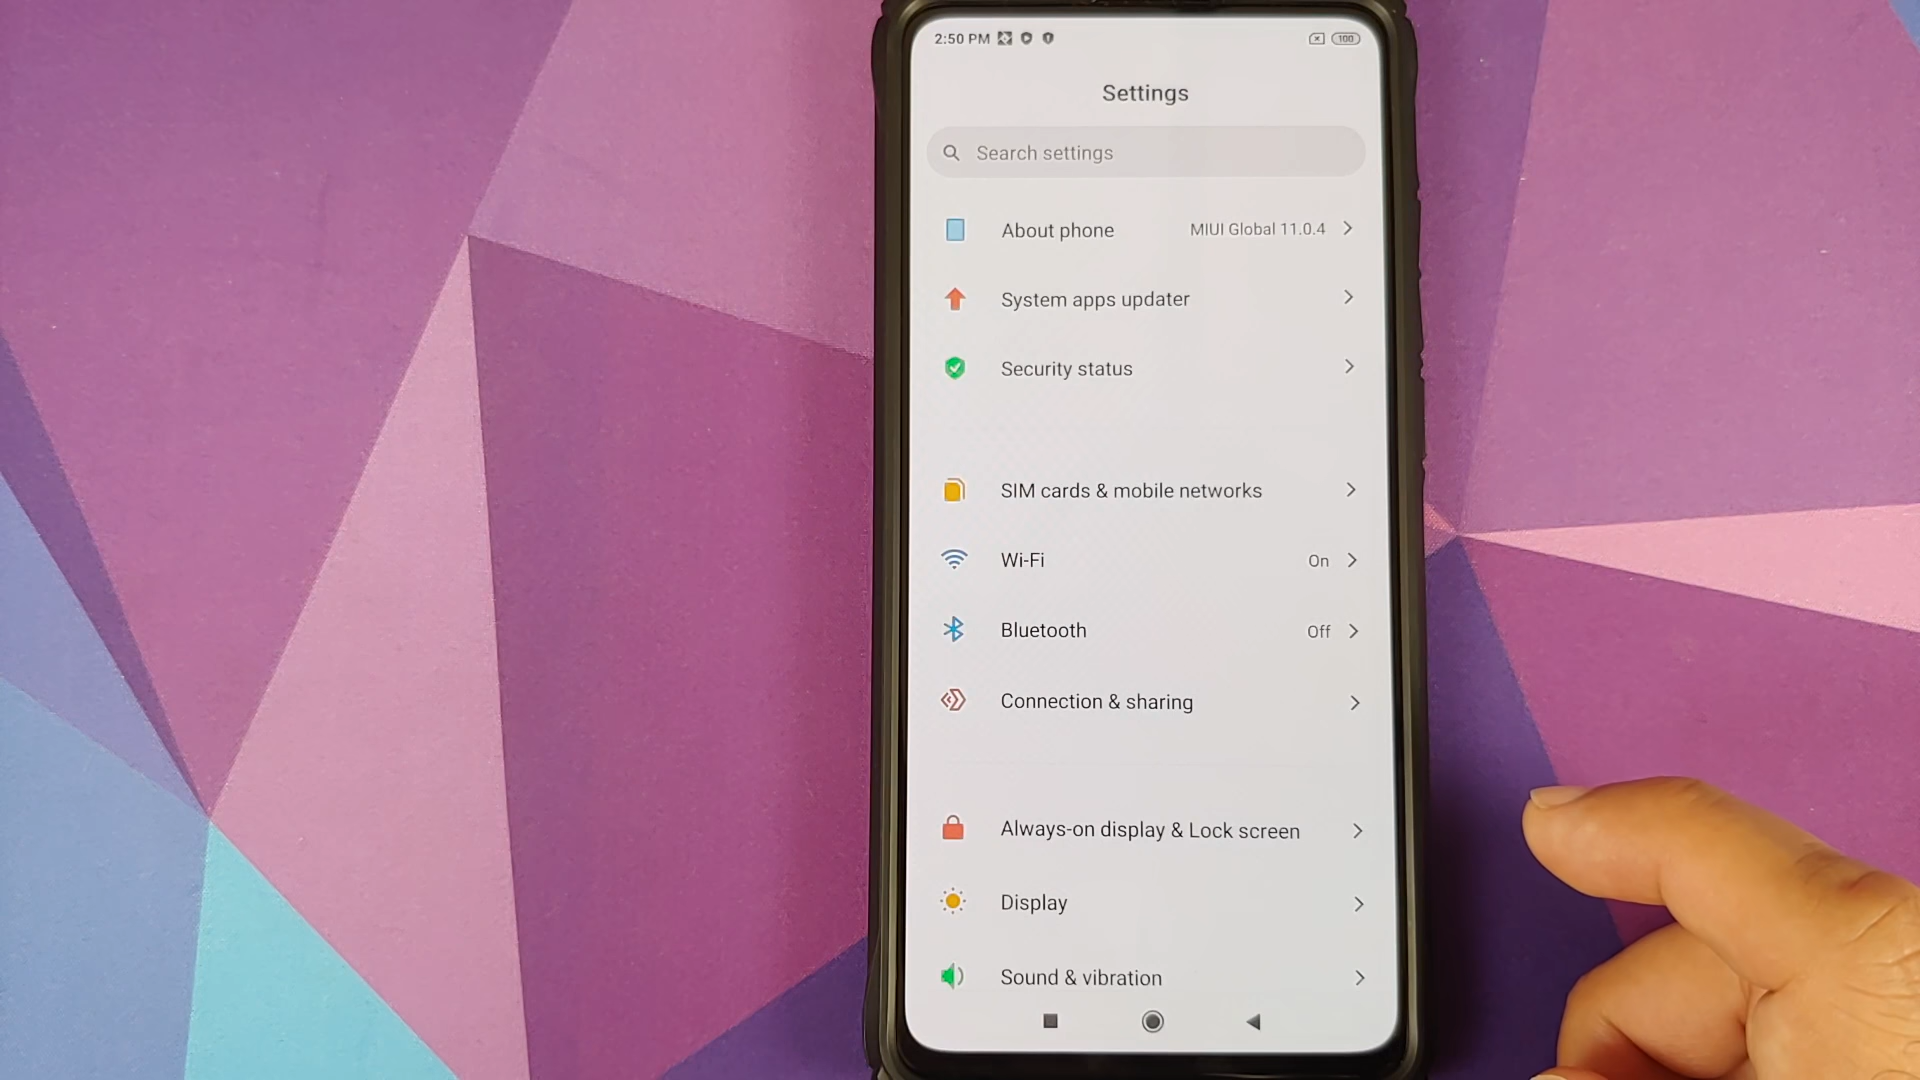 2:50 PM
100
Settings
Search settings
About phone MIUI Global 11.0.4
System apps updater
Security status
SIM cards & mobile networks
Wi-Fi On
Bluetooth Off
Connection & sharing
Always-on display & Lock screen
Display
Sound & vibration